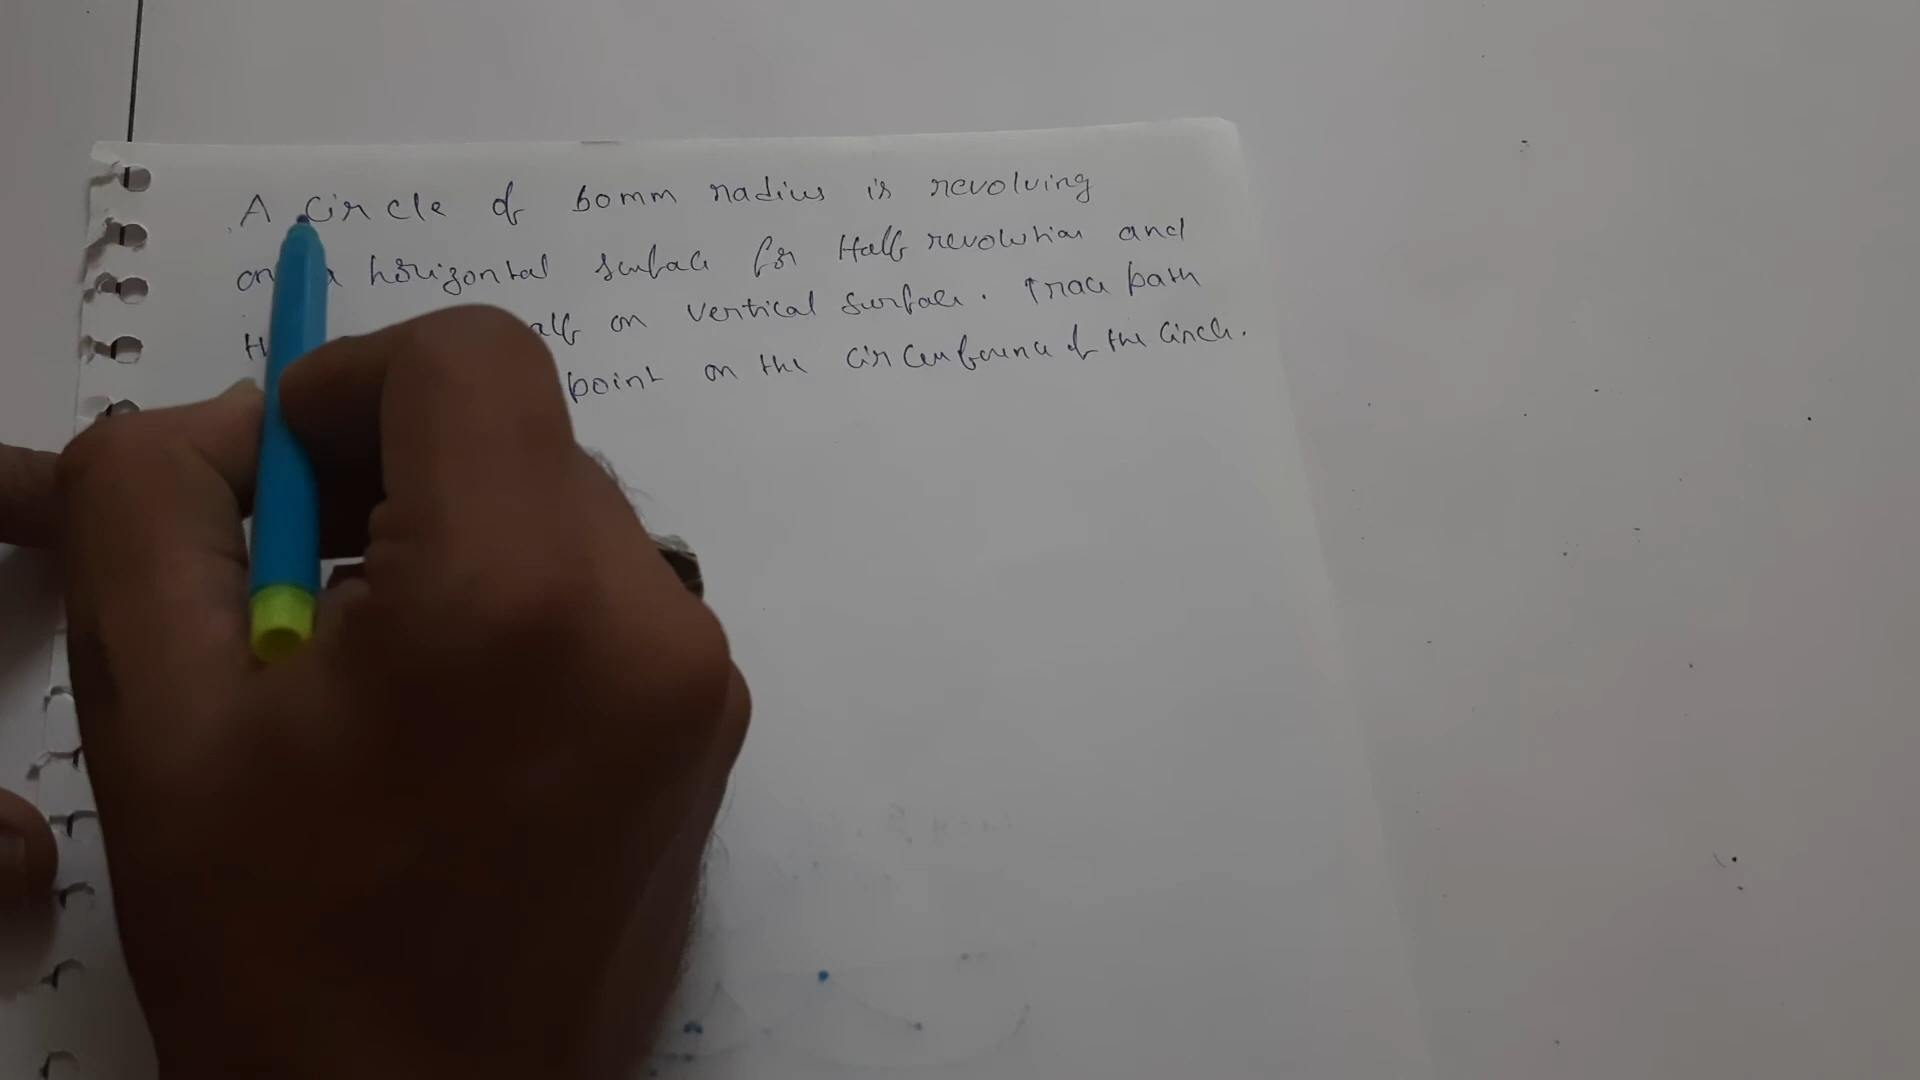 A Circle of 60mm radius is revolving
on a horizontal surface for Half revolution and
half on vertical surface. Trace path
point on the circumference of the circle.